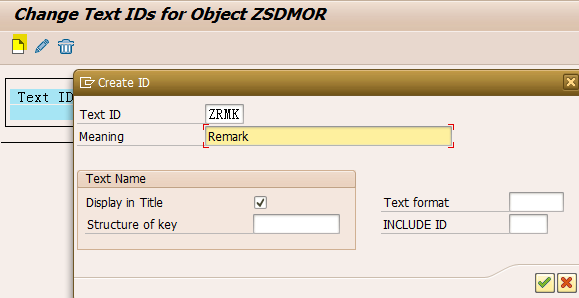 Change Text IDs for Object ZSDMOR
Create ID
Text ID
Text ID ZRMK
Meaning Remark
Text Name
Display in Title
Text format
Structure of key
INCLUDE ID